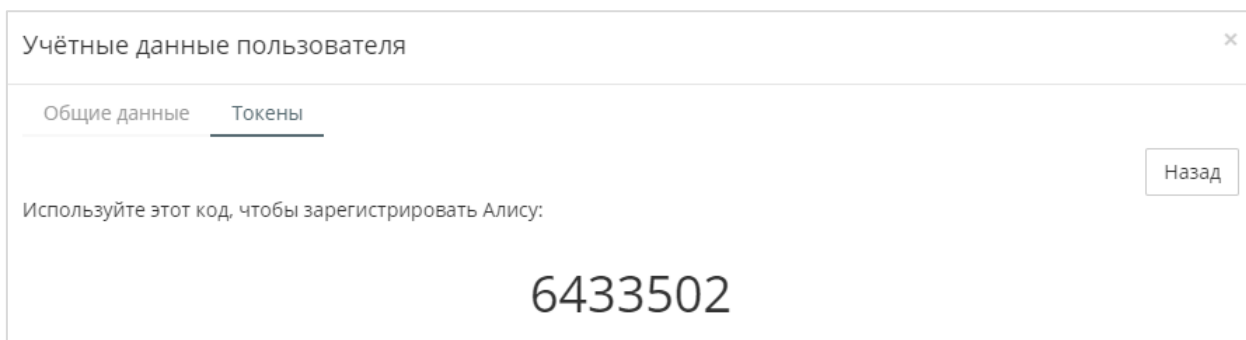 Учётные данные пользователя ×
Общие данные Токены
Назад
Используйте этот код, чтобы зарегистрировать Алису:
6433502